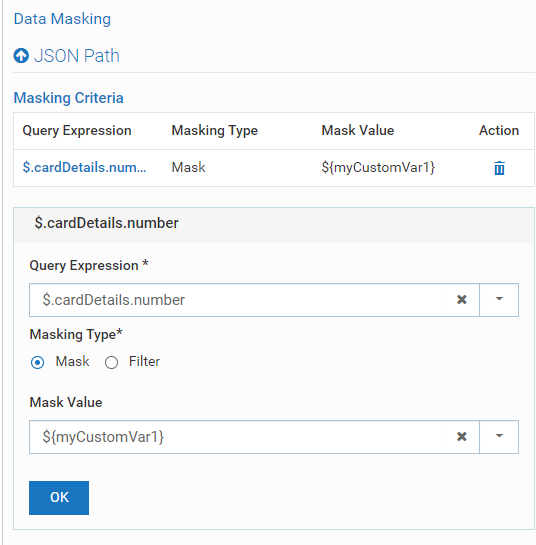 Data Masking
JSON Path
Masking Criteria
Query Expression Masking Type Mask Value Action
$.cardDetails.num... Mask ${myCustomVar1}
$.cardDetails.number
Query Expression *
$.cardDetails.number
Masking Type*
Mask Filter
Mask Value
${myCustomVar1}
OK